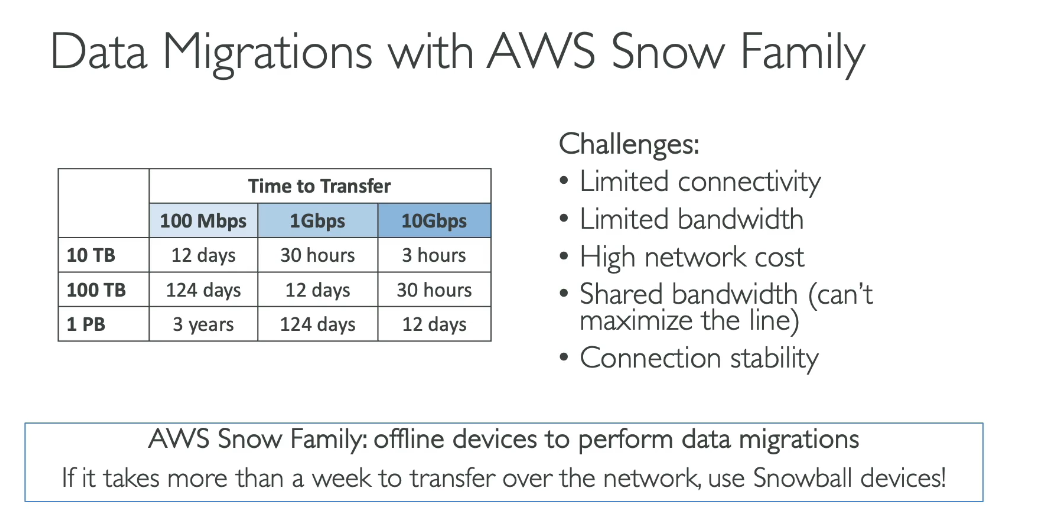 Data Migrations with AWS Snow Family
Time to Transfer
100 Mbps 1Gbps 10Gbps
10 TB 12 days 30 hours 3 hours
100 TB 124 days 12 days 30 hours
1 PB 3 years 124 days 12 days
Challenges:
• Limited connectivity
• Limited bandwidth
• High network cost
• Shared bandwidth (can't
maximize the line)
• Connection stability
AWS Snow Family: offline devices to perform data migrations
If it takes more than a week to transfer over the network, use Snowball devices!